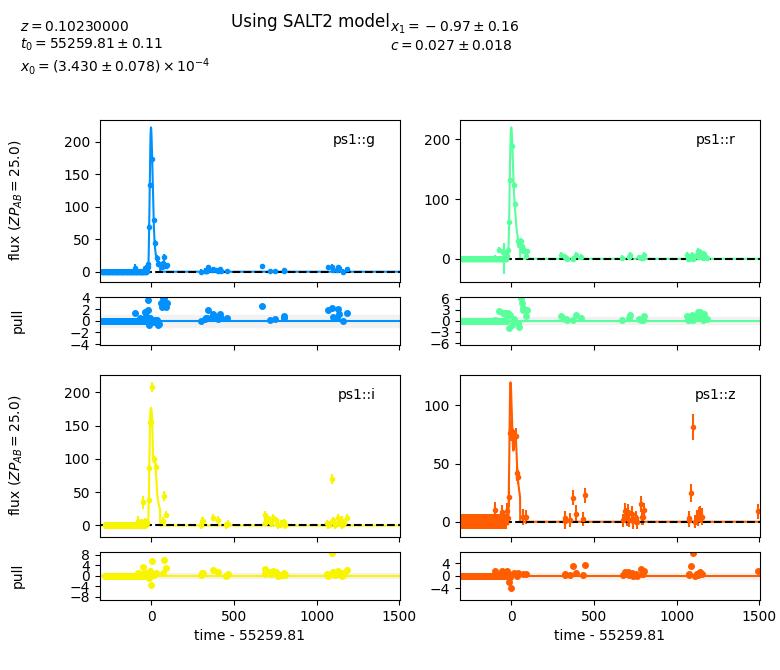 Using SALT2 model
z = 0.10230000
t₀ = 55259.81 ± 0.11
x₀ = (3.430 ± 0.078) × 10⁻⁴
x₁ = −0.97 ± 0.16
c = 0.027 ± 0.018
ps1::g
flux (ZP_AB = 25.0)
200
150
100
50
0
ps1::r
200
100
0
pull
4
2
0
−2
−4
6
3
0
−3
−6
ps1::i
flux (ZP_AB = 25.0)
200
150
100
50
0
ps1::z
100
50
0
pull
8
4
0
−4
−8
4
0
−4
0 500 1000 1500
0 500 1000 1500
time - 55259.81
time - 55259.81